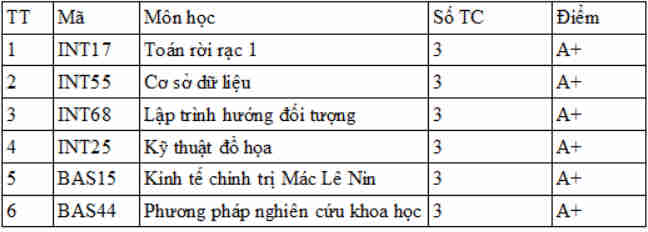 TT Mã Môn học Số TC Điểm
1 INT17 Toán rời rạc 1 3 A+
2 INT55 Cơ sở dữ liệu 3 A+
3 INT68 Lập trình hướng đối tượng 3 A+
4 INT25 Kỹ thuật đồ họa 3 A+
5 BAS15 Kinh tế chính trị Mác Lê Nin 3 A+
6 BAS44 Phương pháp nghiên cứu khoa học 3 A+